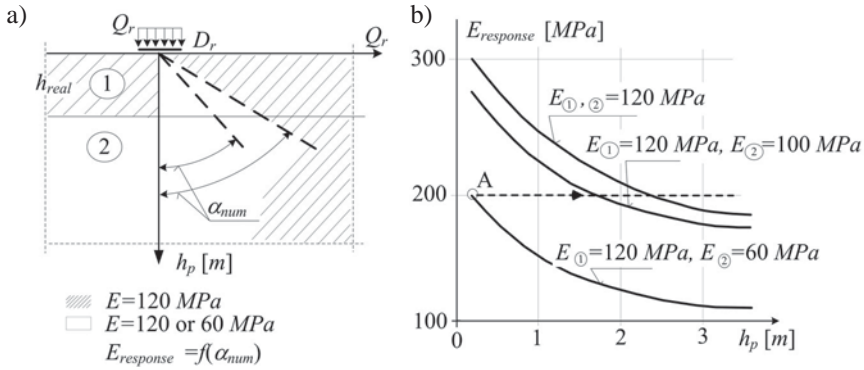 a)
Q_r
D_r
Q_r
h_real
1
2
α_num
h_p [m]
E=120 MPa
E=120 or 60 MPa
E_response =f(α_num)
b)
E_response [MPa]
300
E_①,②=120 MPa
E_①=120 MPa, E_②=100 MPa
200
A
E_①=120 MPa, E_②=60 MPa
100
0
1
2
3
h_p [m]